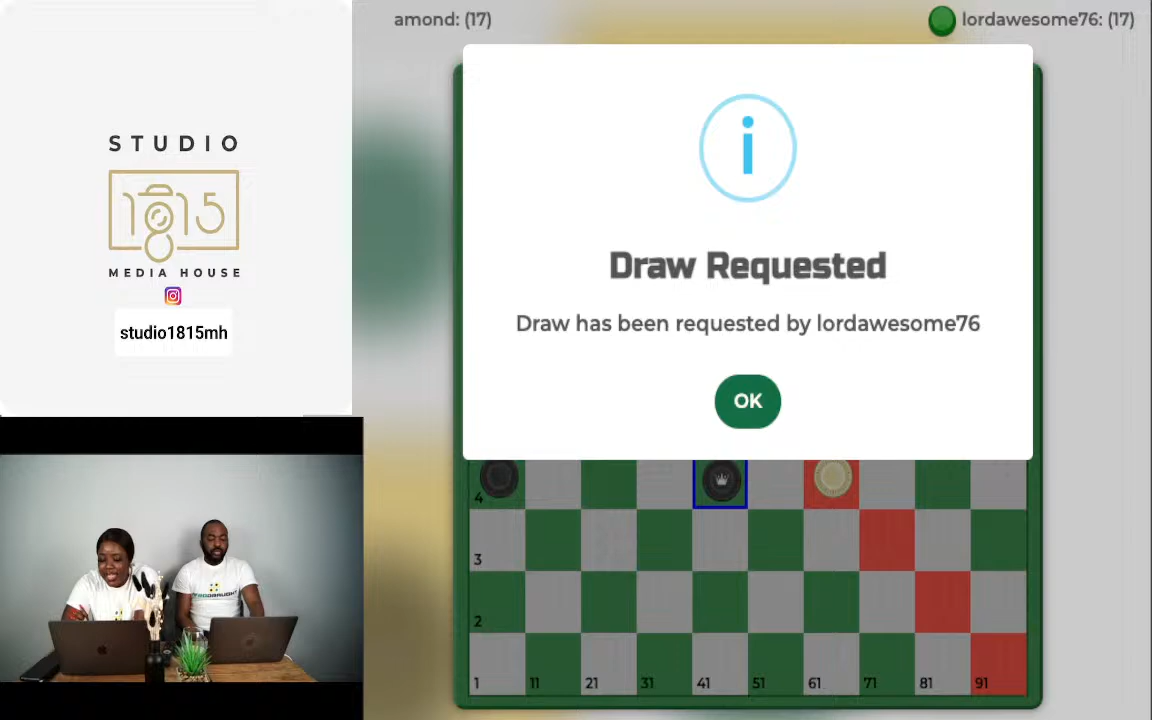 amond: (17)
lordawesome76: (17)
STUDIO
1815
MEDIA HOUSE
studio1815mh
i
Draw Requested
Draw has been requested by lordawesome76
OK
4
3
2
1 11 21 31 41 51 61 71 81 91